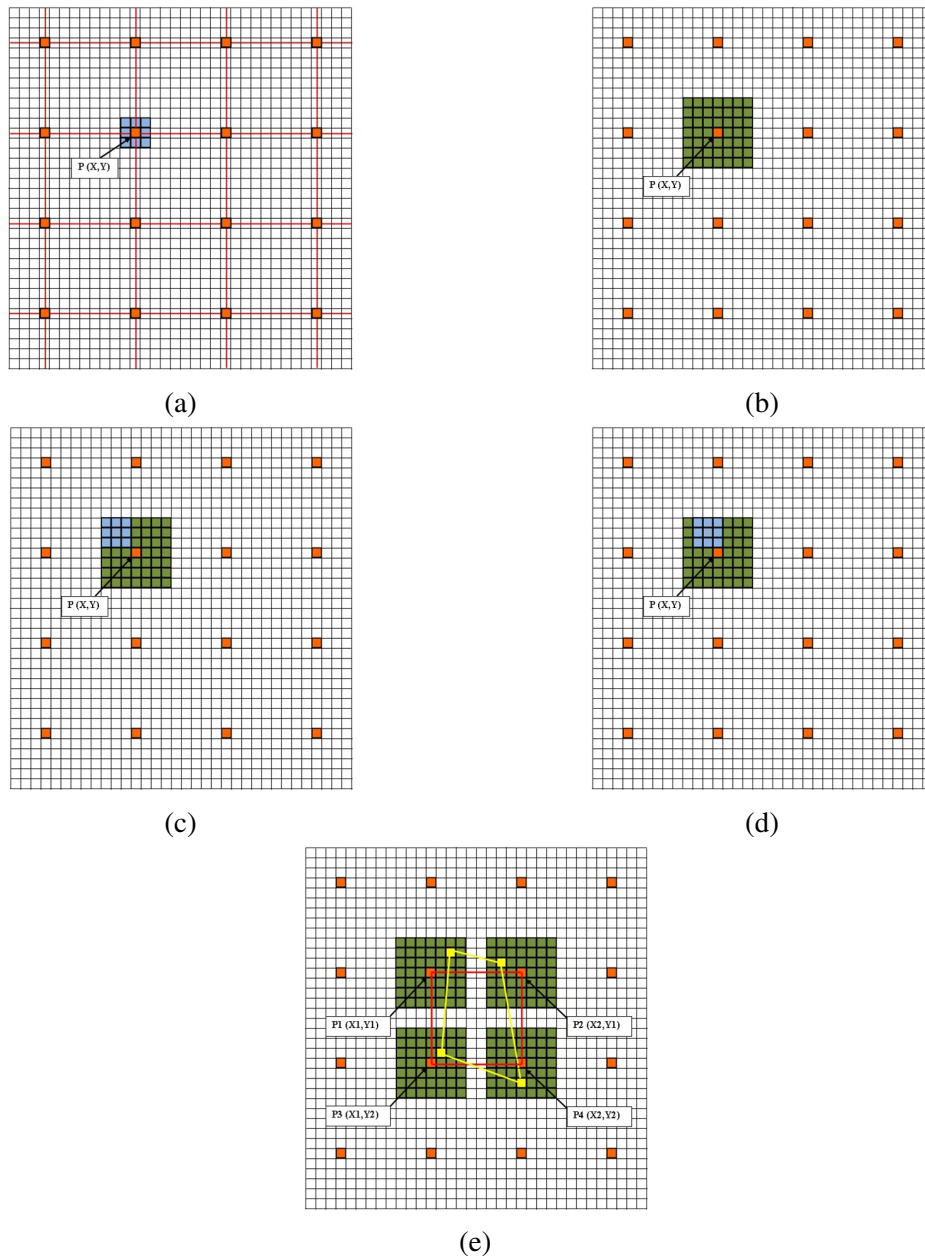 P (X,Y)
(a)
P (X,Y)
(b)
P (X,Y)
(c)
P (X,Y)
(d)
P1 (X1,Y1)
P2 (X2,Y1)
P3 (X1,Y2)
P4 (X2,Y2)
(e)